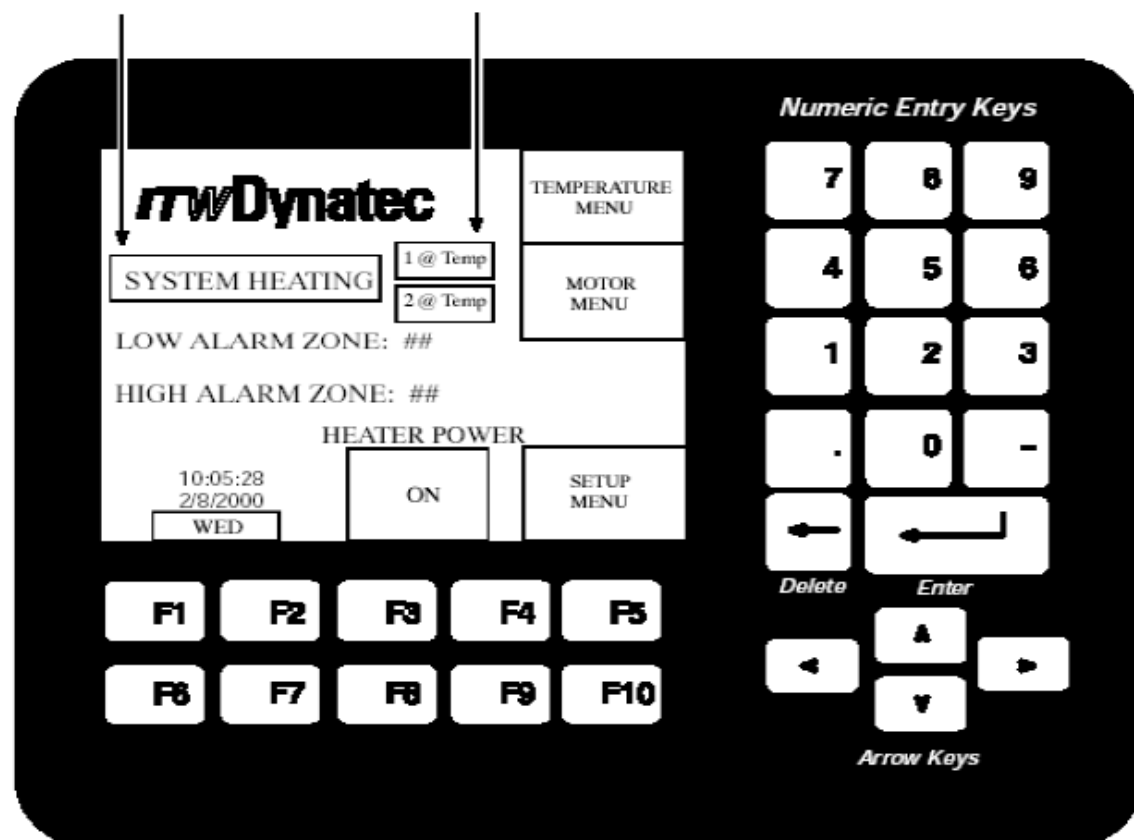 Numeric Entry Keys
ITWDynatec
TEMPERATURE
MENU
SYSTEM HEATING
1 @ Temp
2 @ Temp
MOTOR
MENU
LOW ALARM ZONE: ##
HIGH ALARM ZONE: ##
HEATER POWER
10:05:28
2/8/2000
WED
ON
SETUP
MENU
7 8 9
4 5 6
1 2 3
. 0 -
Delete Enter
F1 F2 F3 F4 F5
F6 F7 F8 F9 F10
Arrow Keys